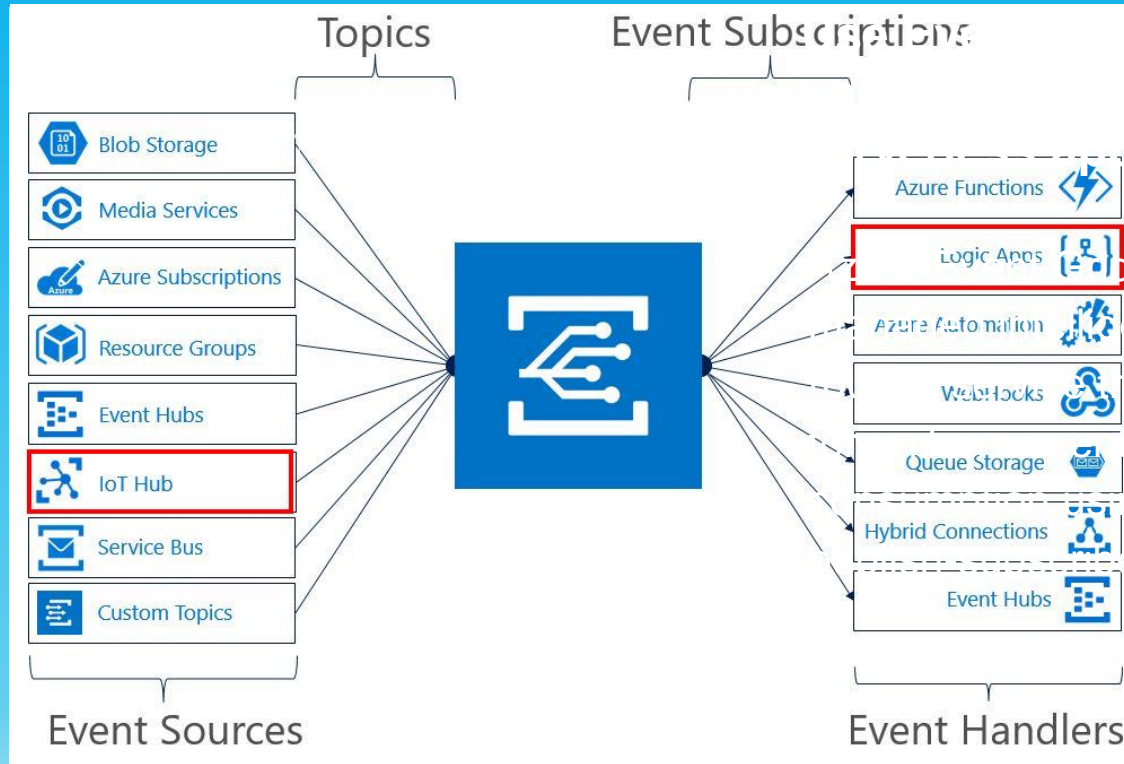 Topics
Event Subscriptions
Blob Storage
Media Services
Azure Subscriptions
Resource Groups
Event Hubs
IoT Hub
Service Bus
Custom Topics
Azure Functions
Logic Apps
Azure Automation
WebHooks
Queue Storage
Hybrid Connections
Event Hubs
Event Sources
Event Handlers